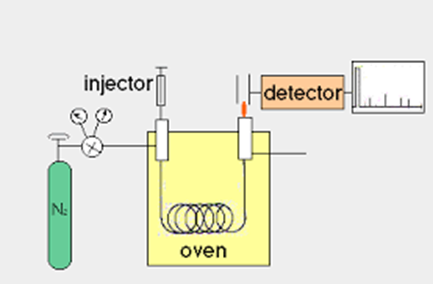 injector
detector
N₂
oven